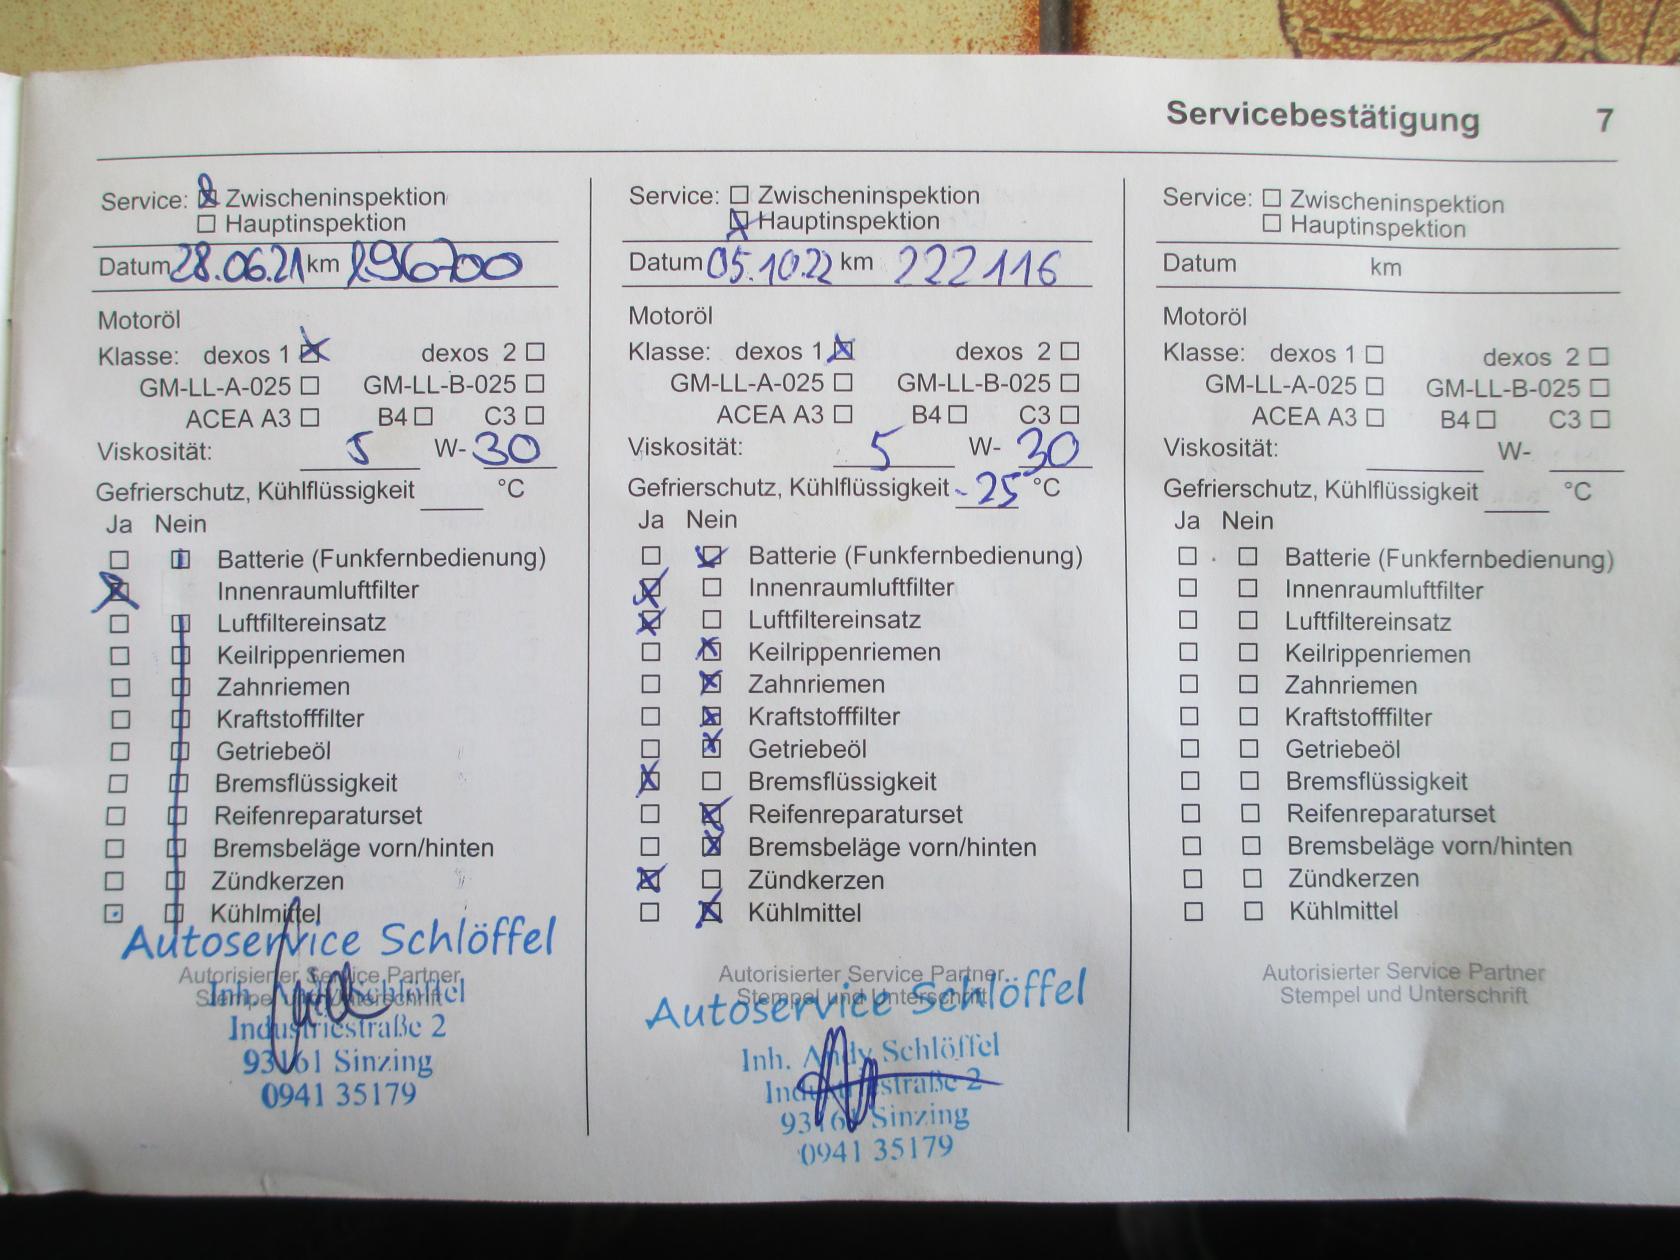 Servicebestätigung 7
Service: Zwischeninspektion
Hauptinspektion
Datum 28.06.21 km 196700
Motoröl
Klasse: dexos 1 dexos 2
GM-LL-A-025 GM-LL-B-025
ACEA A3 B4 C3
Viskosität: 5 W- 30
Gefrierschutz, Kühlflüssigkeit °C
Ja Nein
Batterie (Funkfernbedienung)
Innenraumluftfilter
Luftfiltereinsatz
Keilrippenriemen
Zahnriemen
Kraftstofffilter
Getriebeöl
Bremsflüssigkeit
Reifenreparaturset
Bremsbeläge vorn/hinten
Zündkerzen
Kühlmittel
Autoservice Schlöffel
Autorisierter Service Partner
Stempel und Unterschrift
Inh. Andy Schlöffel
Industriestraße 2
93161 Sinzing
0941 35179
Service: Zwischeninspektion
Hauptinspektion
Datum 05.10.22 km 222116
Motoröl
Klasse: dexos 1 dexos 2
GM-LL-A-025 GM-LL-B-025
ACEA A3 B4 C3
Viskosität: 5 W- 30
Gefrierschutz, Kühlflüssigkeit -25 °C
Ja Nein
Batterie (Funkfernbedienung)
Innenraumluftfilter
Luftfiltereinsatz
Keilrippenriemen
Zahnriemen
Kraftstofffilter
Getriebeöl
Bremsflüssigkeit
Reifenreparaturset
Bremsbeläge vorn/hinten
Zündkerzen
Kühlmittel
Autorisierter Service Partner
Stempel und Unterschrift
Autoservice Schlöffel
Inh. Andy Schlöffel
Industriestraße 2
93161 Sinzing
0941 35179
Service: Zwischeninspektion
Hauptinspektion
Datum km
Motoröl
Klasse: dexos 1 dexos 2
GM-LL-A-025 GM-LL-B-025
ACEA A3 B4 C3
Viskosität: W-
Gefrierschutz, Kühlflüssigkeit °C
Ja Nein
Batterie (Funkfernbedienung)
Innenraumluftfilter
Luftfiltereinsatz
Keilrippenriemen
Zahnriemen
Kraftstofffilter
Getriebeöl
Bremsflüssigkeit
Reifenreparaturset
Bremsbeläge vorn/hinten
Zündkerzen
Kühlmittel
Autorisierter Service Partner
Stempel und Unterschrift